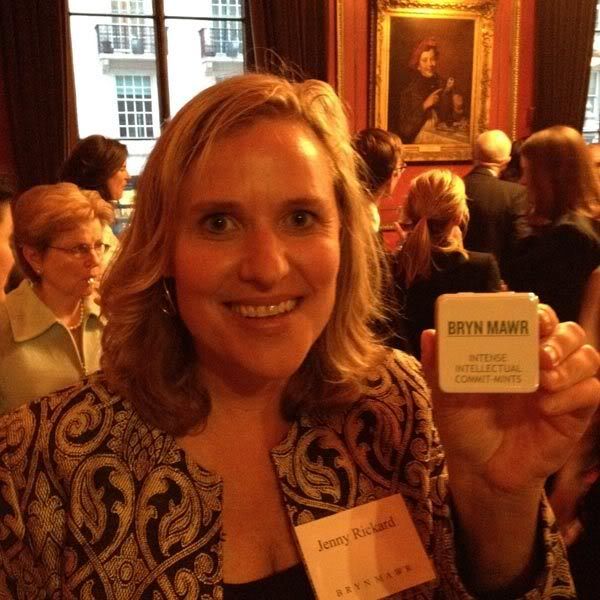 BRYN MAWR
INTENSE
INTELLECTUAL
COMMIT-MINTS
Jenny Rickard
BRYN MAWR